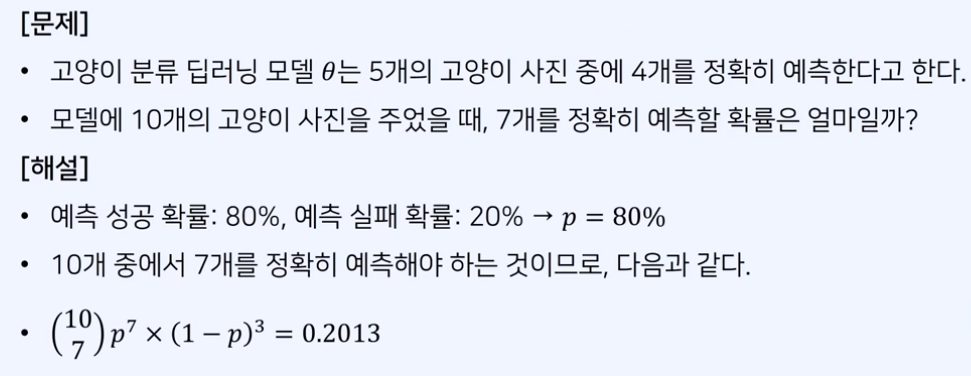 [문제]
• 고양이 분류 딥러닝 모델 𝜃는 5개의 고양이 사진 중에 4개를 정확히 예측한다고 한다.
• 모델에 10개의 고양이 사진을 주었을 때, 7개를 정확히 예측할 확률은 얼마일까?
[해설]
• 예측 성공 확률: 80%, 예측 실패 확률: 20% → p = 80%
• 10개 중에서 7개를 정확히 예측해야 하는 것이므로, 다음과 같다.
• (10 7) p⁷ × (1 − p)³ = 0.2013